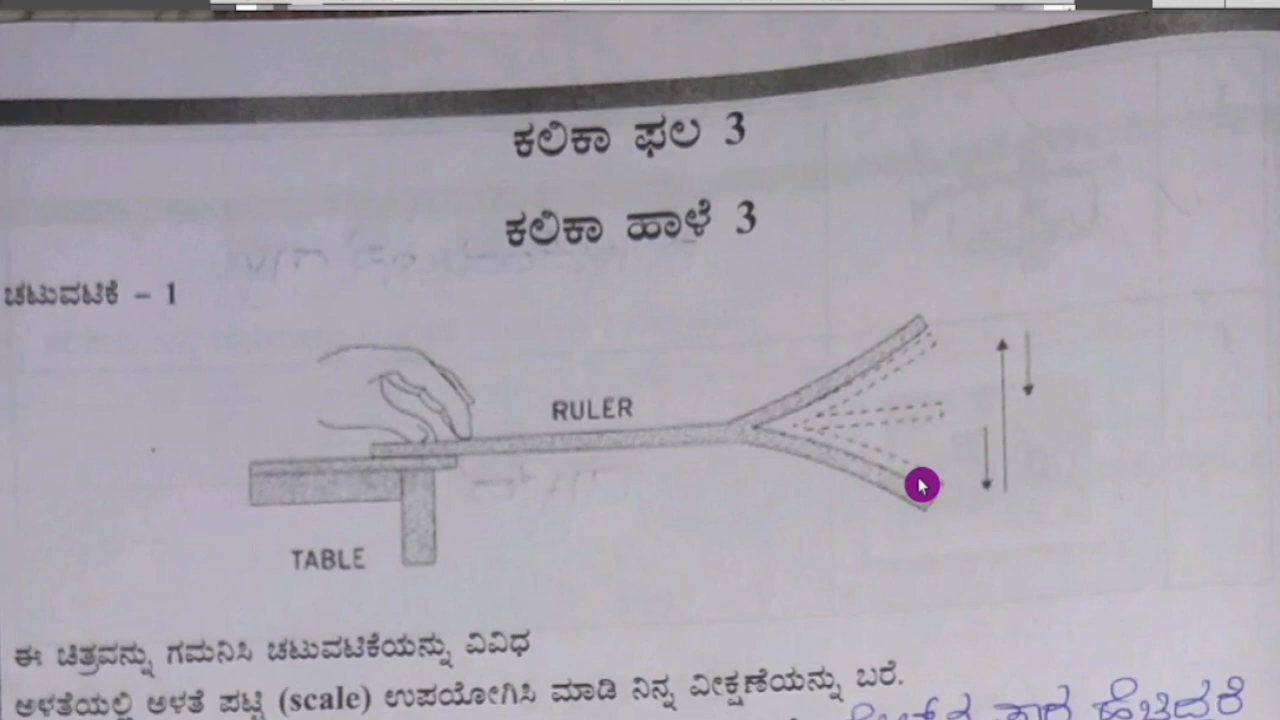 ಕಲಿಕಾ ಫಲ 3
ಕಲಿಕಾ ಹಾಳೆ 3
ಚಟುವಟಿಕೆ – 1
RULER
TABLE
ಈ ಚಿತ್ರವನ್ನು ಗಮನಿಸಿ ಚಟುವಟಿಕೆಯನ್ನು ವಿವಿಧ
ಅಳತೆಯಲ್ಲಿ ಅಳತೆ ಪಟ್ಟಿ (scale) ಉಪಯೋಗಿಸಿ ಮಾಡಿ ನಿನ್ನ ವೀಕ್ಷಣೆಯನ್ನು ಬರೆ.
ಹೆಚ್ಚಿದರೆ